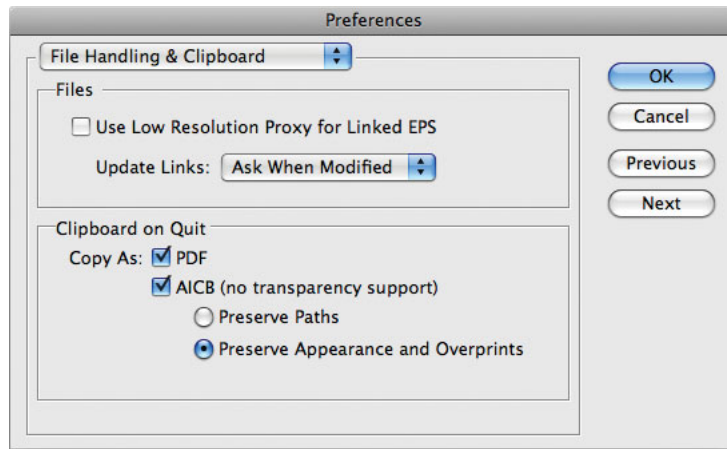 Preferences
File Handling & Clipboard
Files
Use Low Resolution Proxy for Linked EPS
Update Links: Ask When Modified
Clipboard on Quit
Copy As: PDF
AICB (no transparency support)
Preserve Paths
Preserve Appearance and Overprints
OK
Cancel
Previous
Next